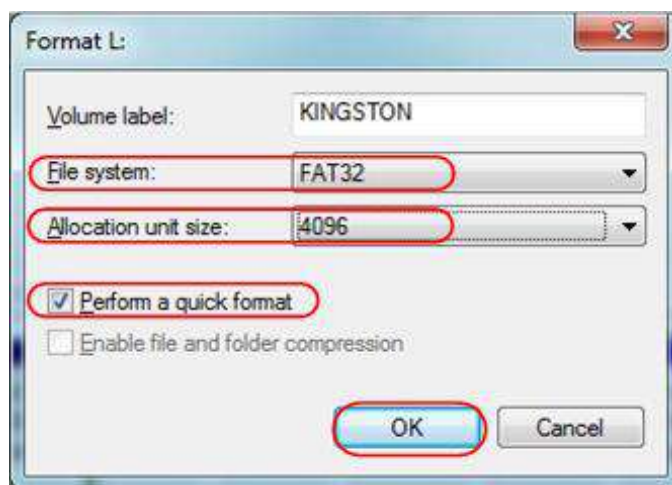 Format L:
Volume label: KINGSTON
File system: FAT32
Allocation unit size: 4096
Perform a quick format
Enable file and folder compression
OK Cancel